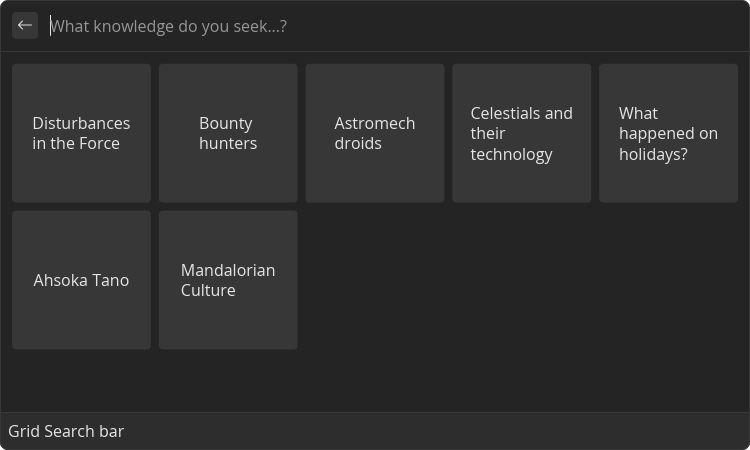 What knowledge do you seek...?
Disturbances
in the Force
Bounty
hunters
Astromech
droids
Celestials and
their
technology
What
happened on
holidays?
Ahsoka Tano
Mandalorian
Culture
Grid Search bar